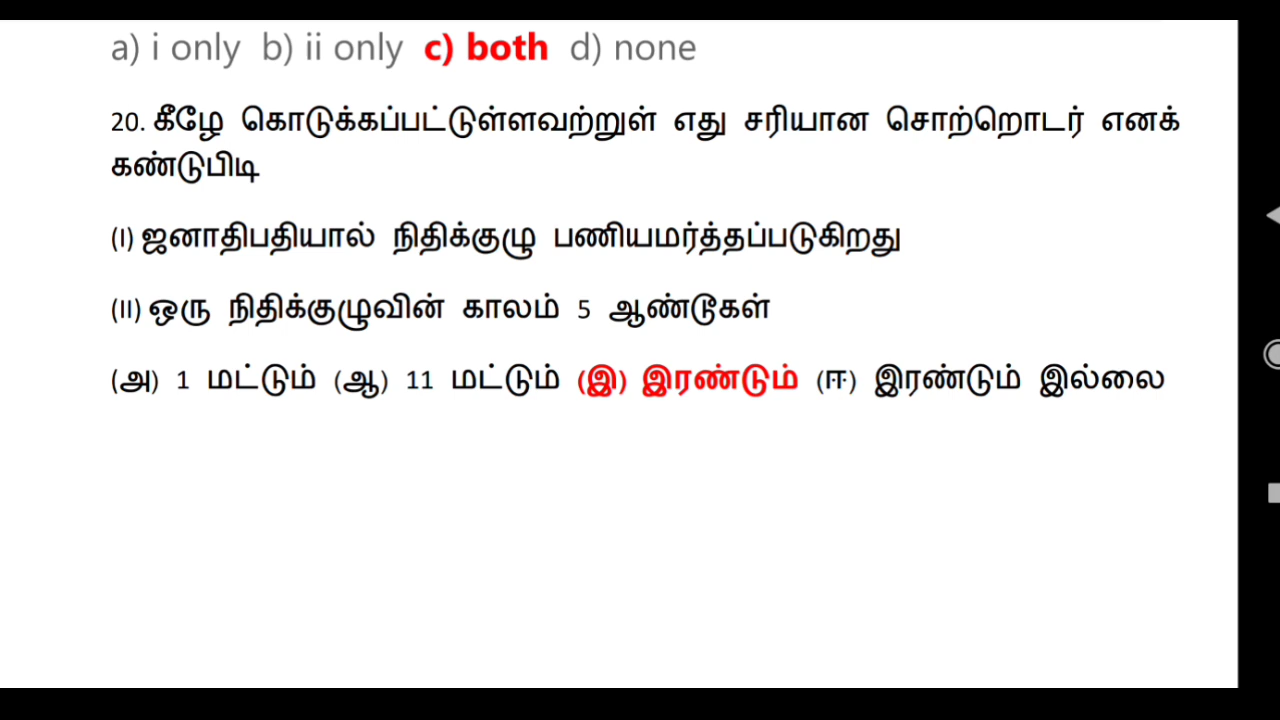 a) i only b) ii only c) both d) none
20. கீழே கொடுக்கப்பட்டுள்ளவற்றுள் எது சரியான சொற்றொடர் எனக்
கண்டுபிடி
(I) ஜனாதிபதியால் நிதிக்குழு பணியமர்த்தப்படுகிறது
(II) ஒரு நிதிக்குழுவின் காலம் 5 ஆண்டூகள்
(அ) 1 மட்டும் (ஆ) 11 மட்டும் (இ) இரண்டும் (ஈ) இரண்டும் இல்லை